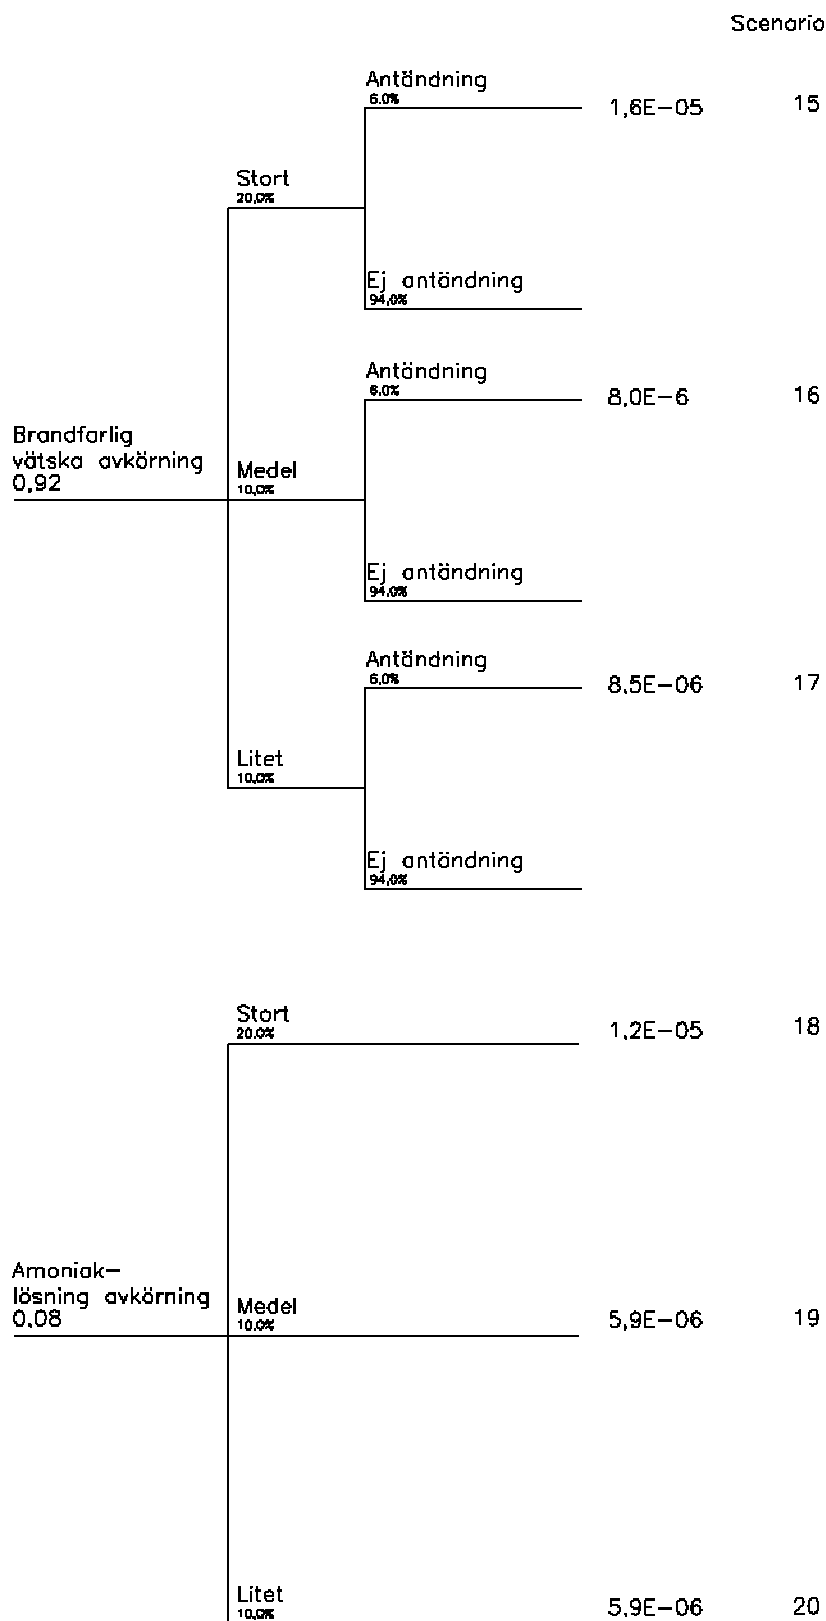 Scenario
Antändning
6.0%
1,6E-05
15
Stort
20,0%
Ej antändning
94,0%
Antändning
6,0%
8,0E-6
16
Brandfarlig
vätska avkörning
0,92
Medel
10,0%
Ej antändning
94,0%
Antändning
6,0%
8,5E-06
17
Litet
10,0%
Ej antändning
94,0%
Stort
20,0%
1,2E-05
18
Amoniak-
lösning avkörning
0,08
Medel
10,0%
5,9E-06
19
Litet
10,0%
5,9E-06
20